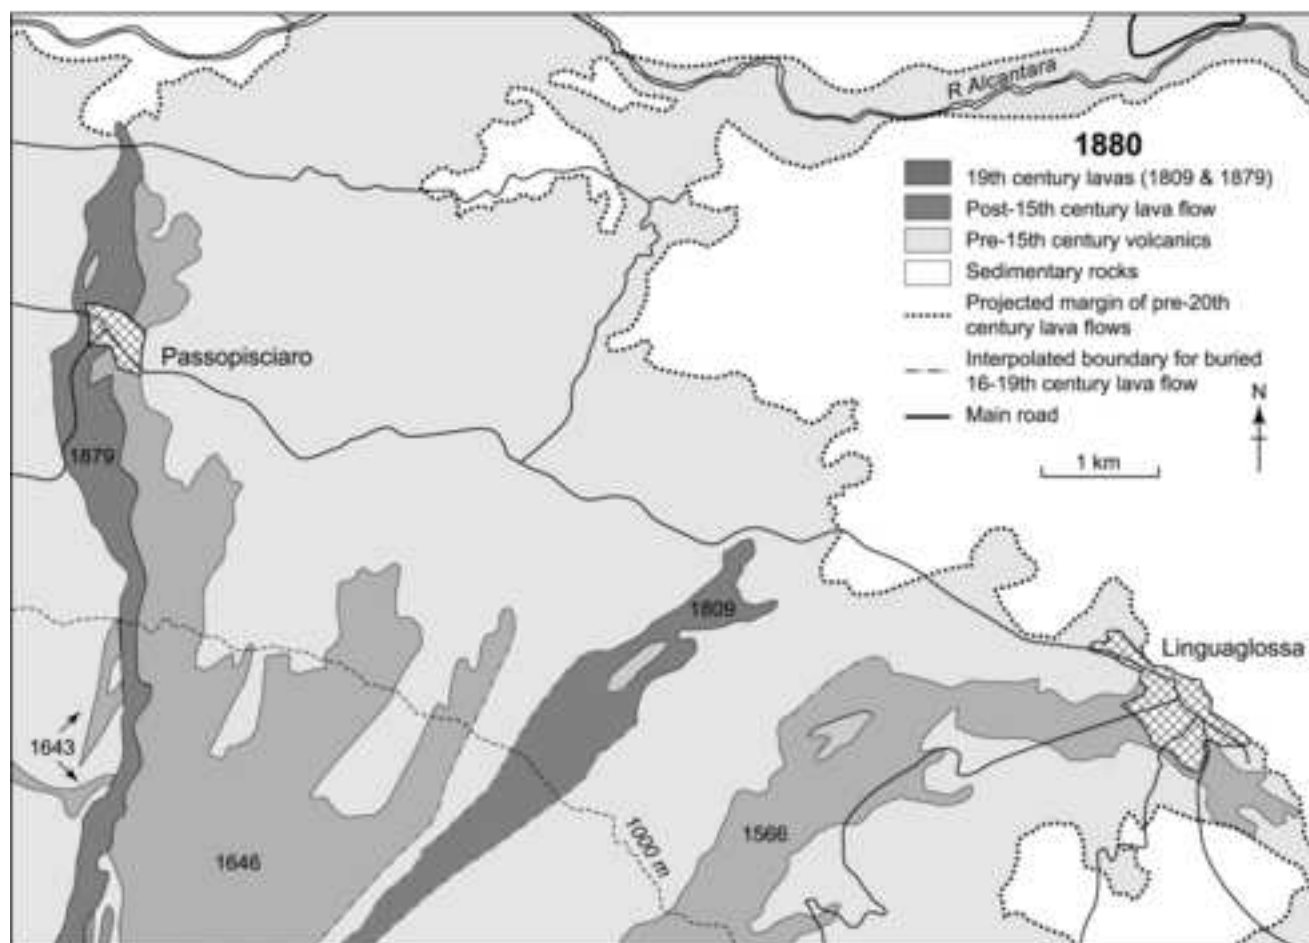 R Alcantara
1880
19th century lavas (1809 & 1879)
Post-15th century lava flow
Pre-15th century volcanics
Sedimentary rocks
Projected margin of pre-20th
century lava flows
Interpolated boundary for buried
16-19th century lava flow
Main road
N
1 km
Passopisciaro
1879
1809
Linguaglossa
1643
1646
1000 m
1566